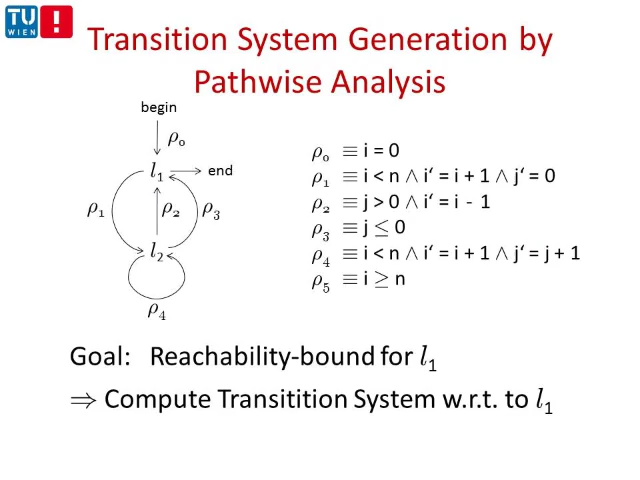 TU
WIEN
Transition System Generation by
Pathwise Analysis
begin
ρ₀
l₁
end
ρ₁
ρ₂
ρ₃
l₂
ρ₄
ρ₀ ≡ i = 0
ρ₁ ≡ i < n ∧ i‘ = i + 1 ∧ j‘ = 0
ρ₂ ≡ j > 0 ∧ i‘ = i - 1
ρ₃ ≡ j ≤ 0
ρ₄ ≡ i < n ∧ i‘ = i + 1 ∧ j‘ = j + 1
ρ₅ ≡ i ≥ n
Goal: Reachability-bound for l₁
⇒ Compute Transitition System w.r.t. to l₁